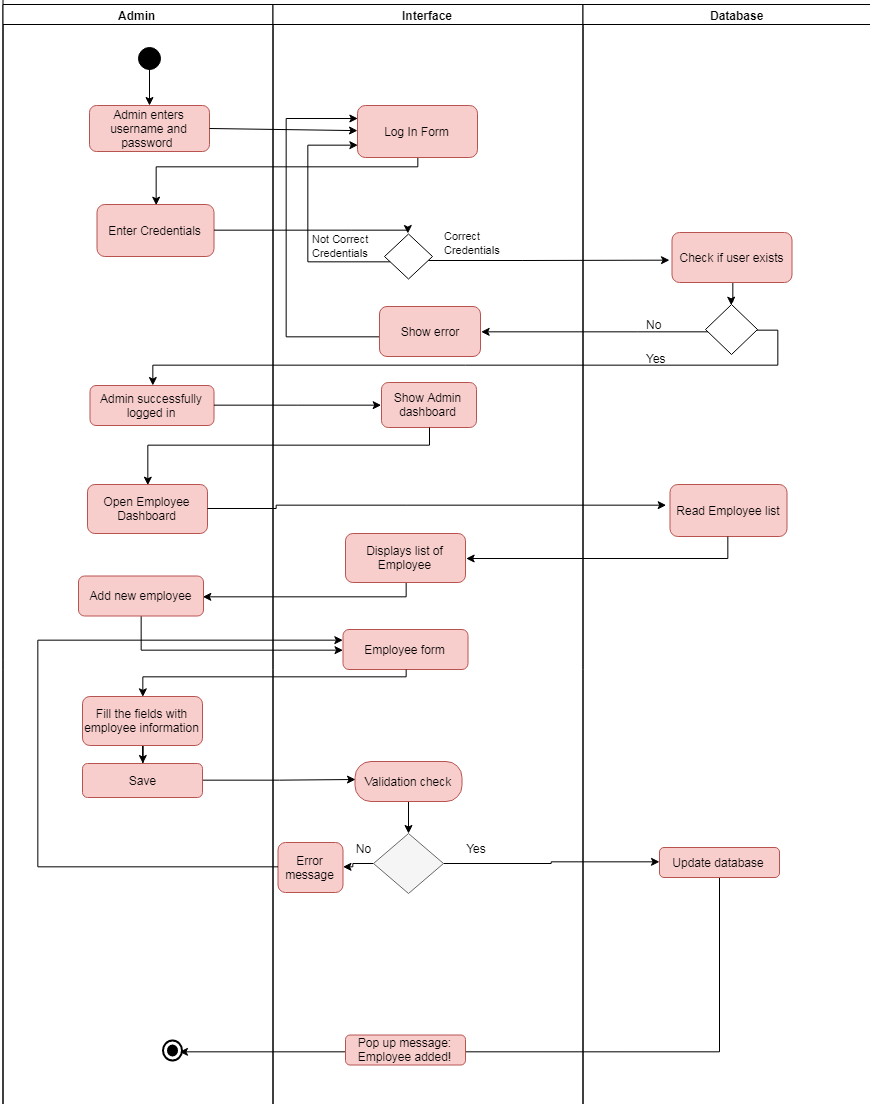 Admin
Interface
Database
Admin enters
username and
password
Log In Form
Enter Credentials
Not Correct
Credentials
Correct
Credentials
Check if user exists
Show error
No
Yes
Admin successfully
logged in
Show Admin
dashboard
Open Employee
Dashboard
Read Employee list
Displays list of
Employee
Add new employee
Employee form
Fill the fields with
employee information
Save
Validation check
No
Yes
Error
message
Update database
Pop up message:
Employee added!